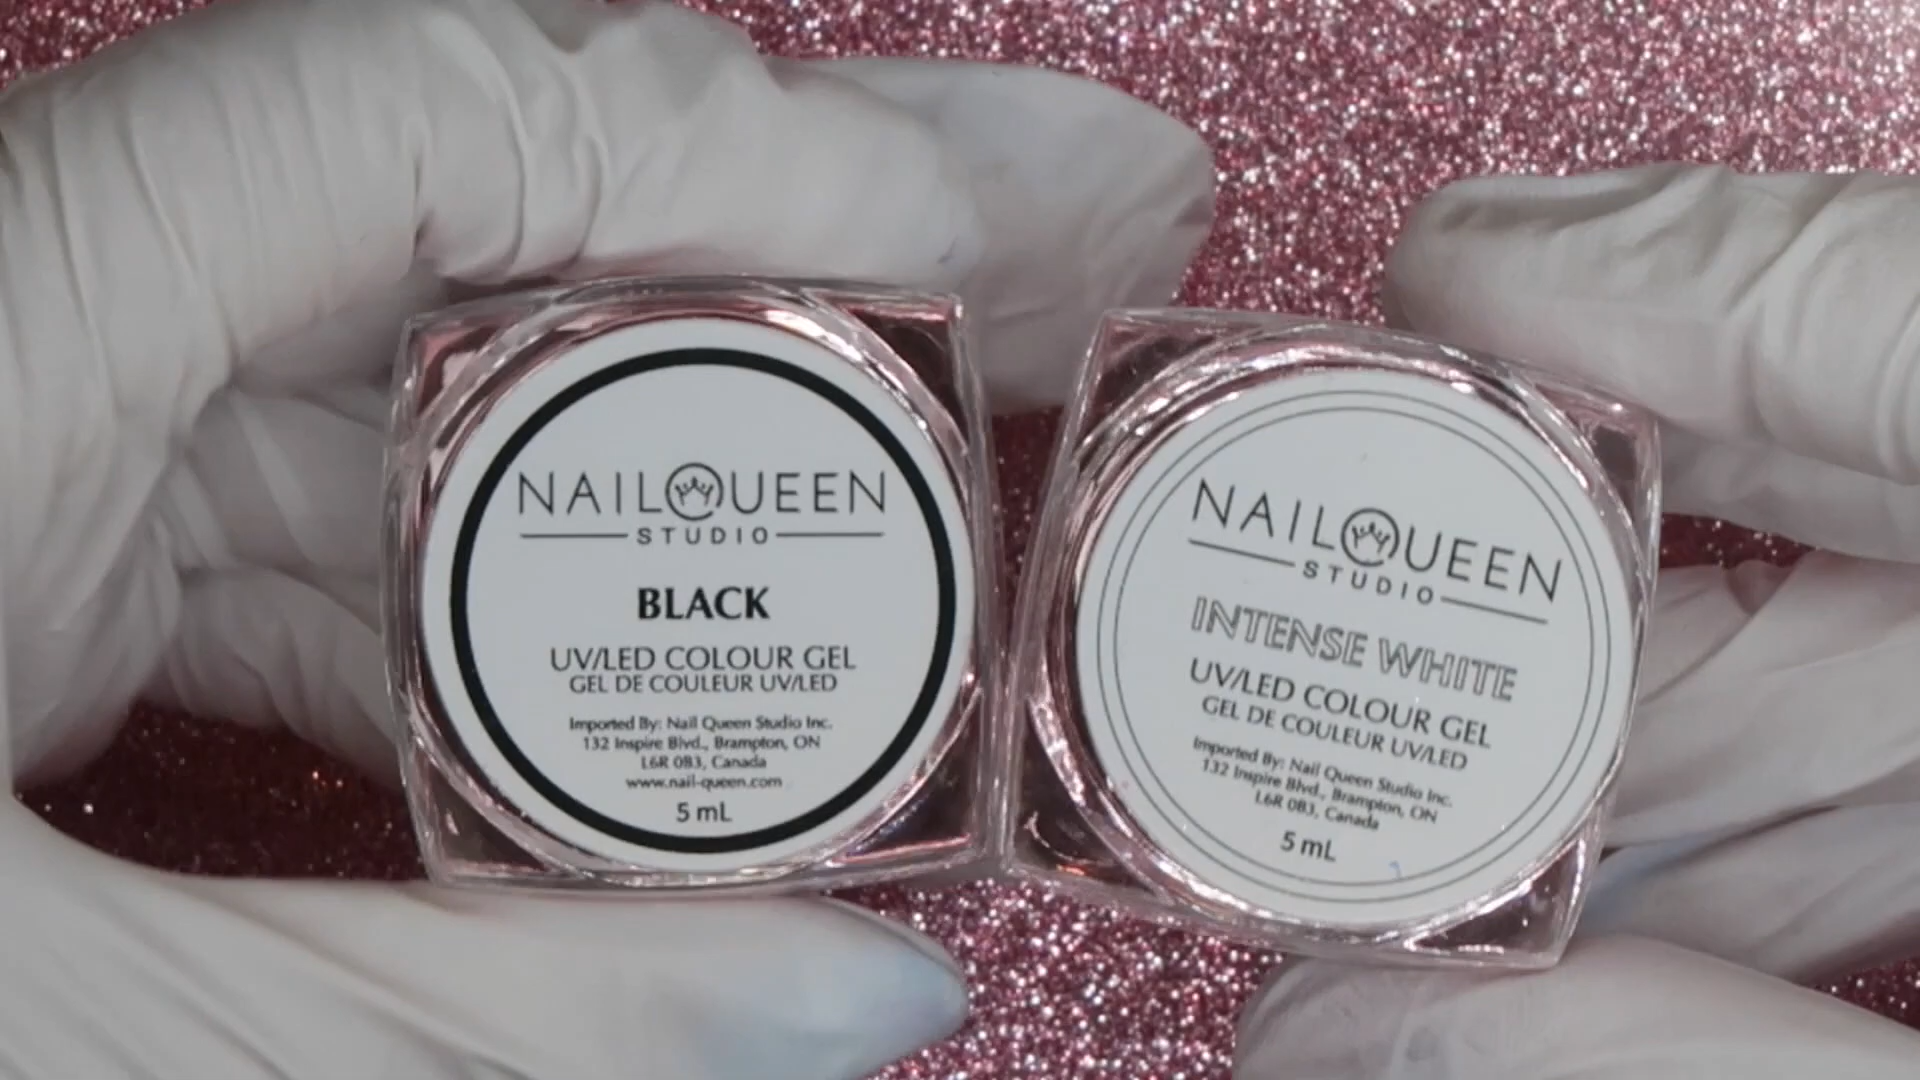 NAILQUEEN
STUDIO
BLACK
UV/LED COLOUR GEL
GEL DE COULEUR UV/LED
Imported By: Nail Queen Studio Inc.
132 Inspire Blvd., Brampton, ON
L6R 0B3, Canada
www.nail-queen.com
5 mL
NAILQUEEN
STUDIO
INTENSE WHITE
UV/LED COLOUR GEL
GEL DE COULEUR UV/LED
Imported By: Nail Queen Studio Inc.
132 Inspire Blvd., Brampton, ON
L6R 0B3, Canada
5 mL